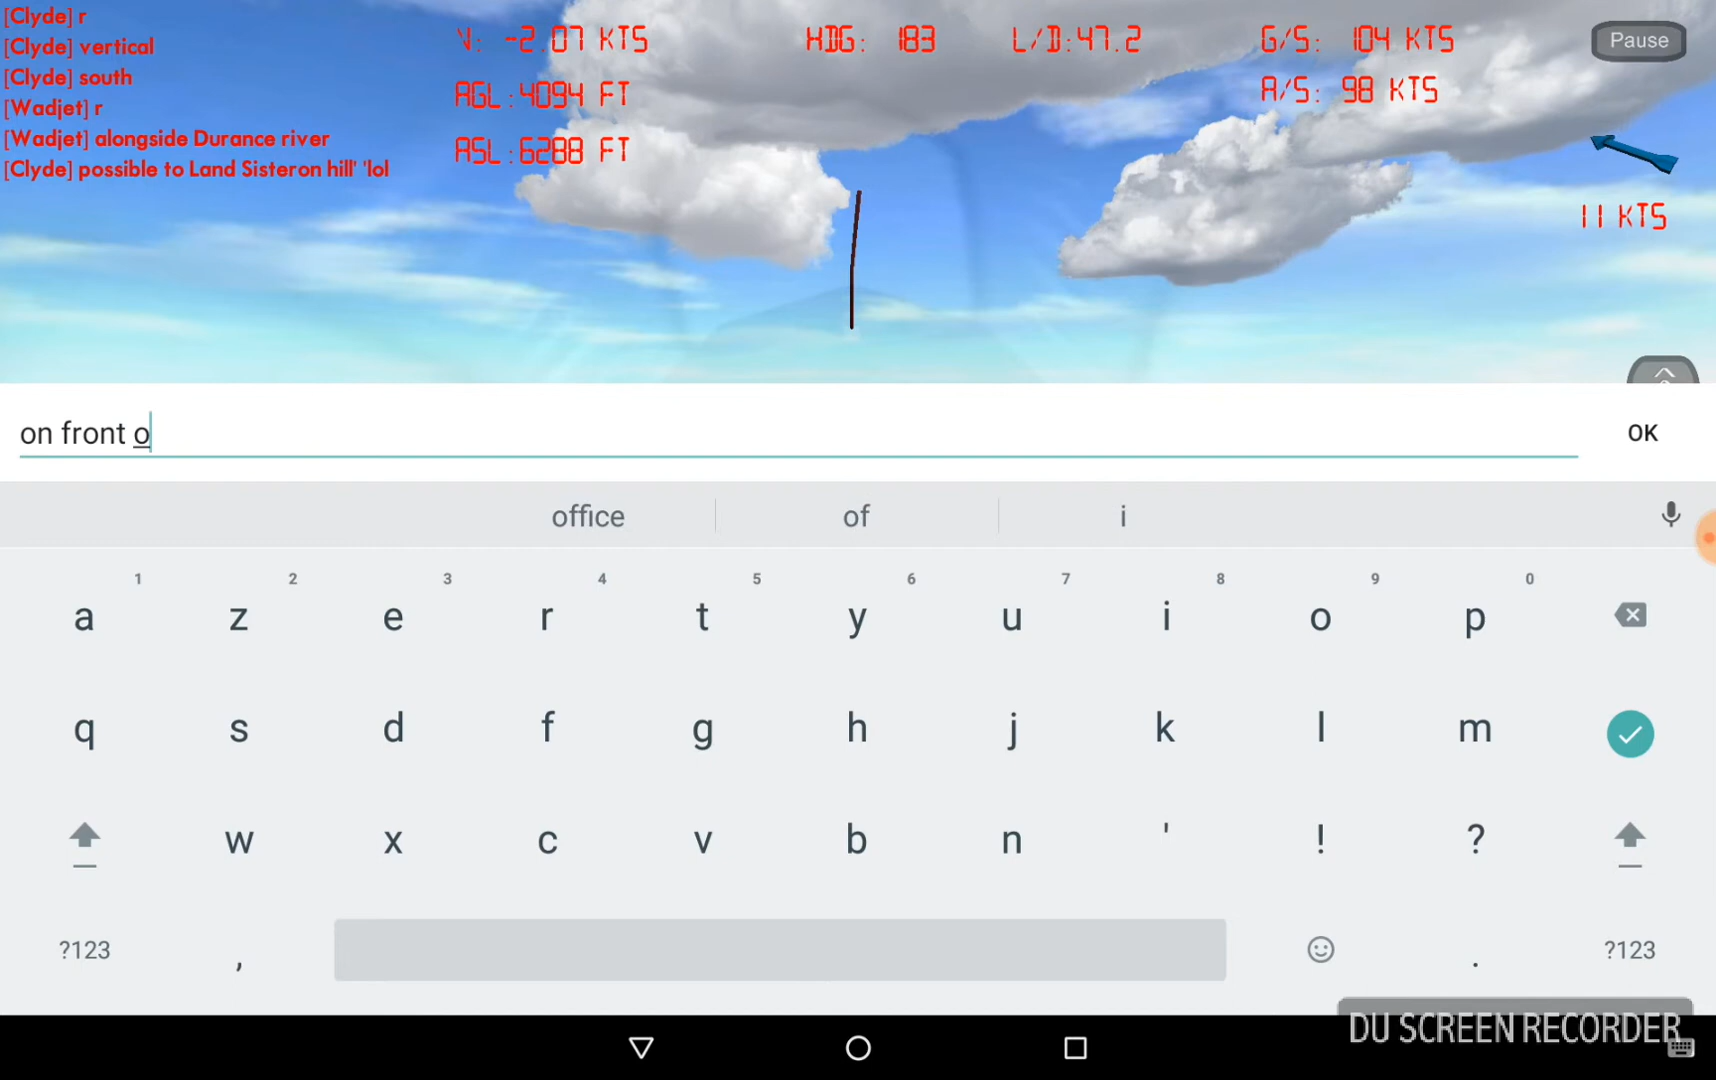 [Clyde] r
[Clyde] vertical
[Clyde] south
[Wadjet] r
[Wadjet] alongside Durance river
[Clyde] possible to Land Sisteron hill' 'lol
V: -2.07 KTS
AGL:4094 FT
ASL:6288 FT
HDG: 183
L/D:47.2
G/S: 104 KTS
A/S: 98 KTS
Pause
11 KTS
on front o
OK
office of i
1 2 3 4 5 6 7 8 9 0
a z e r t y u i o p
q s d f g h j k l m
w x c v b n ' ! ?
?123 , . ?123
DU SCREEN RECORDER